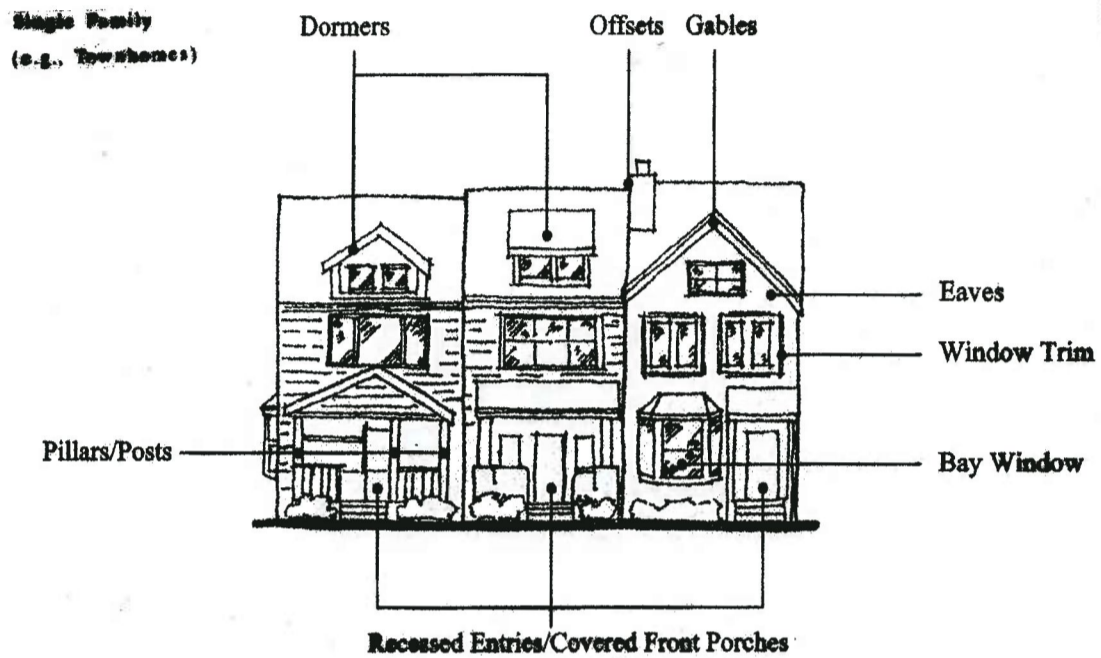 Single Family
(e.g., Townhomes)
Dormers
Offsets
Gables
Eaves
Window Trim
Pillars/Posts
Bay Window
Recessed Entries/Covered Front Porches